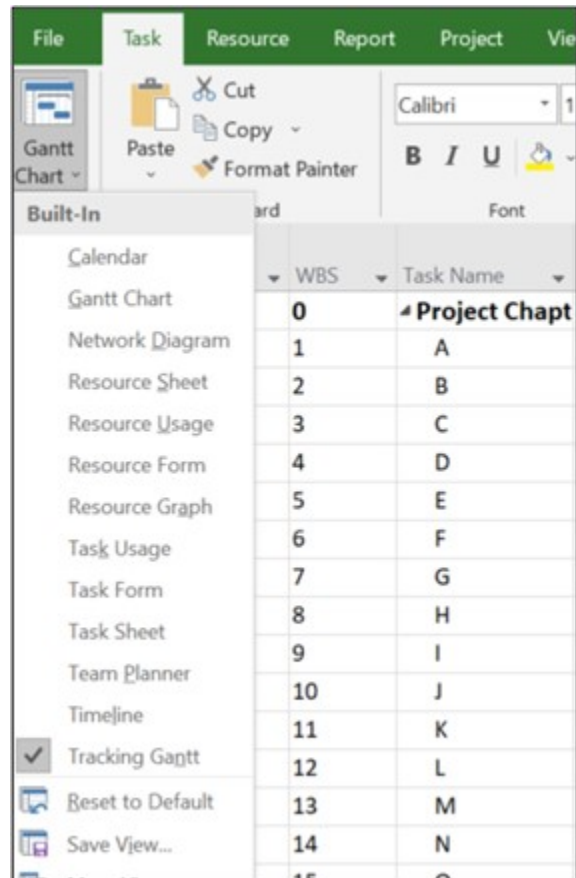 File Task Resource Report Project Vie
Cut
Calibri 1
Copy
Gantt Chart
Paste
Format Painter
B I U
ard Font
Built-In
WBS Task Name
Calendar
Gantt Chart
Network Diagram
Resource Sheet
Resource Usage
Resource Form
Resource Graph
Task Usage
Task Form
Task Sheet
Team Planner
Timeline
Tracking Gantt
Reset to Default
Save View...
0 Project Chapt
1 A
2 B
3 C
4 D
5 E
6 F
7 G
8 H
9 I
10 J
11 K
12 L
13 M
14 N